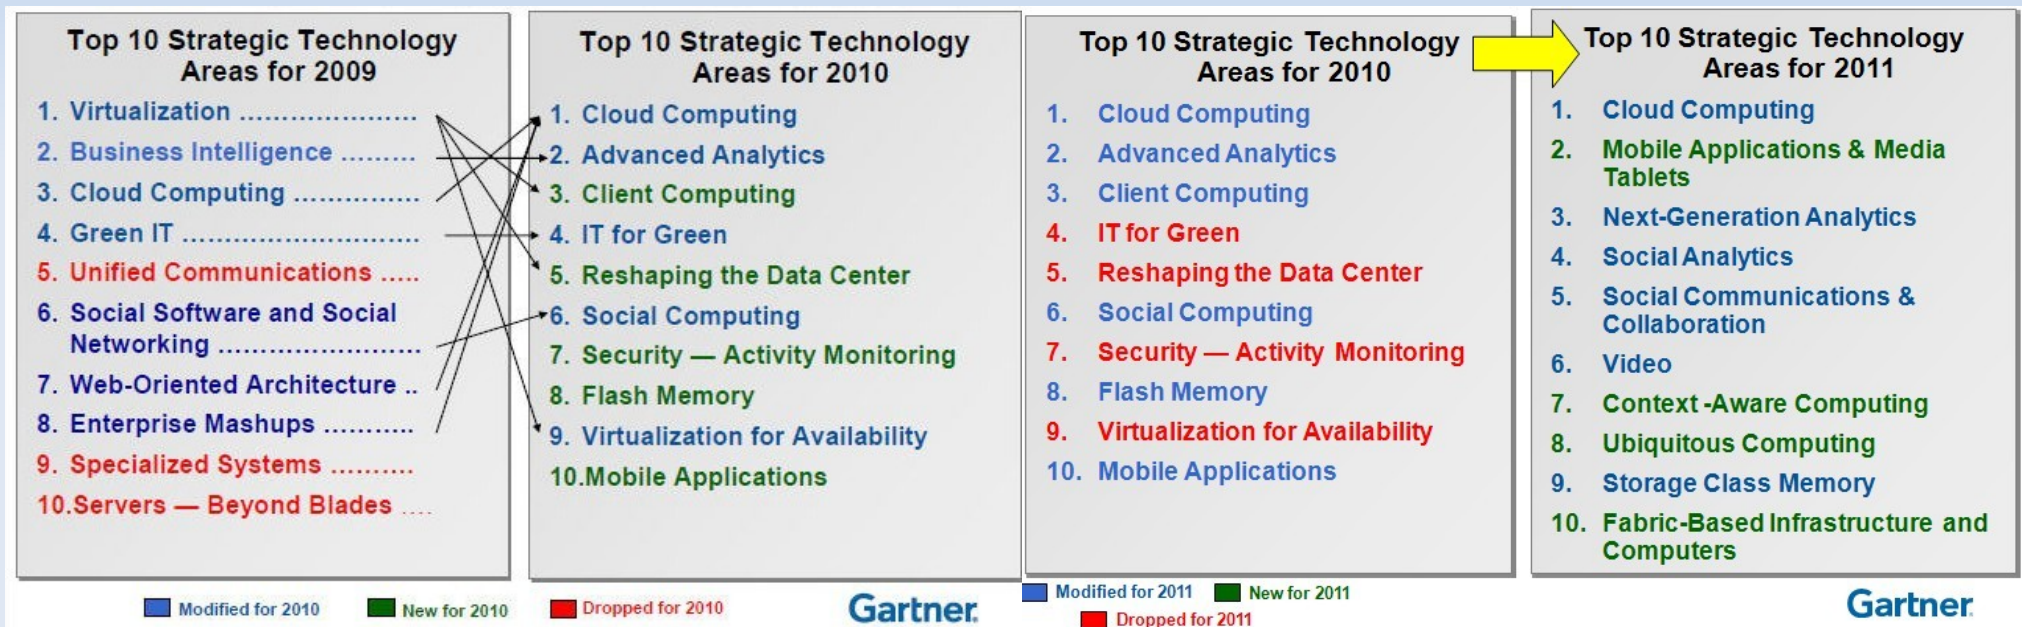 Top 10 Strategic Technology
Areas for 2009
1. Virtualization .....................
2. Business Intelligence .........
3. Cloud Computing ...............
4. Green IT ............................
5. Unified Communications .....
6. Social Software and Social
Networking ........................
7. Web-Oriented Architecture ..
8. Enterprise Mashups ...........
9. Specialized Systems ..........
10.Servers — Beyond Blades ....
Top 10 Strategic Technology
Areas for 2010
1. Cloud Computing
2. Advanced Analytics
3. Client Computing
4. IT for Green
5. Reshaping the Data Center
6. Social Computing
7. Security — Activity Monitoring
8. Flash Memory
9. Virtualization for Availability
10.Mobile Applications
Modified for 2010
New for 2010
Dropped for 2010
Gartner.
Top 10 Strategic Technology
Areas for 2010
1. Cloud Computing
2. Advanced Analytics
3. Client Computing
4. IT for Green
5. Reshaping the Data Center
6. Social Computing
7. Security — Activity Monitoring
8. Flash Memory
9. Virtualization for Availability
10. Mobile Applications
Top 10 Strategic Technology
Areas for 2011
1. Cloud Computing
2. Mobile Applications & Media
Tablets
3. Next-Generation Analytics
4. Social Analytics
5. Social Communications &
Collaboration
6. Video
7. Context -Aware Computing
8. Ubiquitous Computing
9. Storage Class Memory
10. Fabric-Based Infrastructure and
Computers
Modified for 2011
New for 2011
Dropped for 2011
Gartner